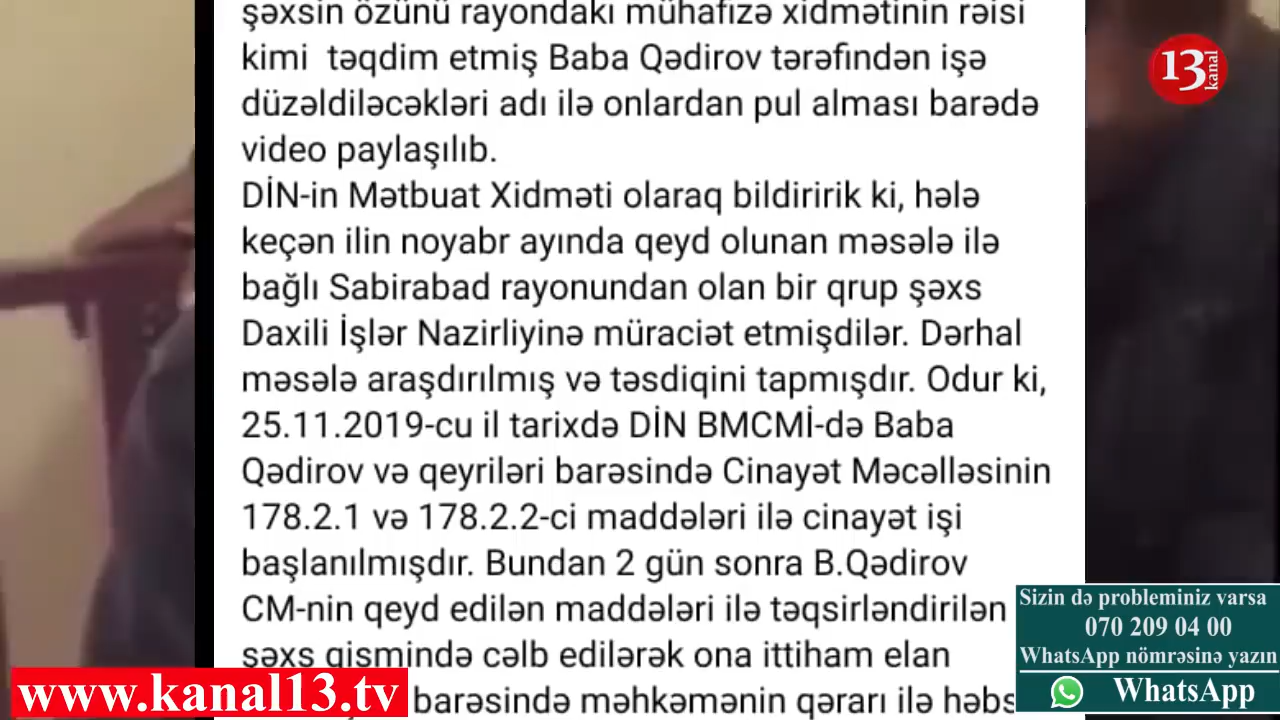 şəxsin özünü rayondakı mühafizə xidmətinin rəisi
kimi təqdim etmiş Baba Qədirov tərəfindən işə
düzəldiləcəkləri adı ilə onlardan pul alması barədə
video paylaşılıb.
DİN-in Mətbuat Xidməti olaraq bildiririk ki, hələ
keçən ilin noyabr ayında qeyd olunan məsələ ilə
bağlı Sabirabad rayonundan olan bir qrup şəxs
Daxili İşlər Nazirliyinə müraciət etmişdilər. Dərhal
məsələ araşdırılmış və təsdiqini tapmışdır. Odur ki,
25.11.2019-cu il tarixdə DİN BMCMİ-də Baba
Qədirov və qeyriləri barəsində Cinayət Məcəlləsinin
178.2.1 və 178.2.2-ci maddələri ilə cinayət işi
başlanılmışdır. Bundan 2 gün sonra B.Qədirov
CM-nin qeyd edilən maddələri ilə təqsirləndirilən
şəxs qismində cəlb edilərək ona ittiham elan
barəsində məhkəmənin qərarı ilə həbs
13 kanal
www.kanal13.tv
Sizin də probleminiz varsa
070 209 04 00
WhatsApp nömrəsinə yazın
WhatsApp